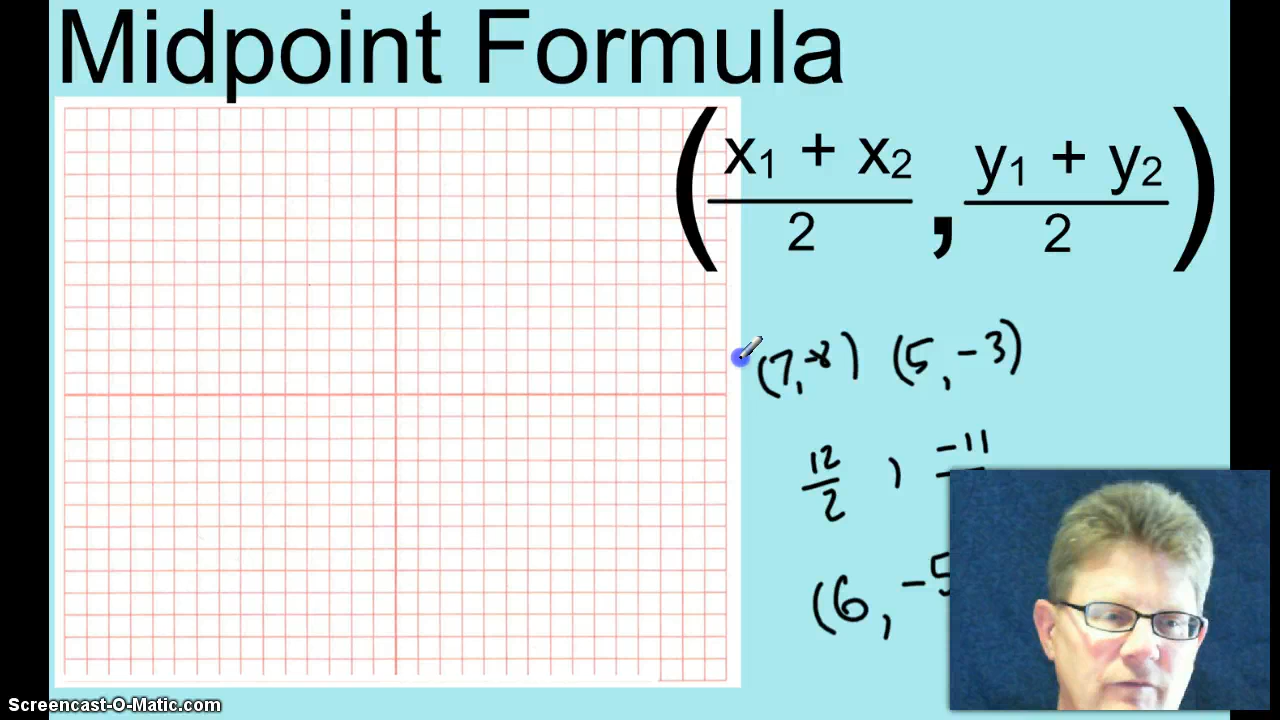 Midpoint Formula
(x₁ + x₂ / 2 , y₁ + y₂ / 2)
(7, -8) (5, -3)
12/2 , -11
(6, -5
Screencast-O-Matic.com